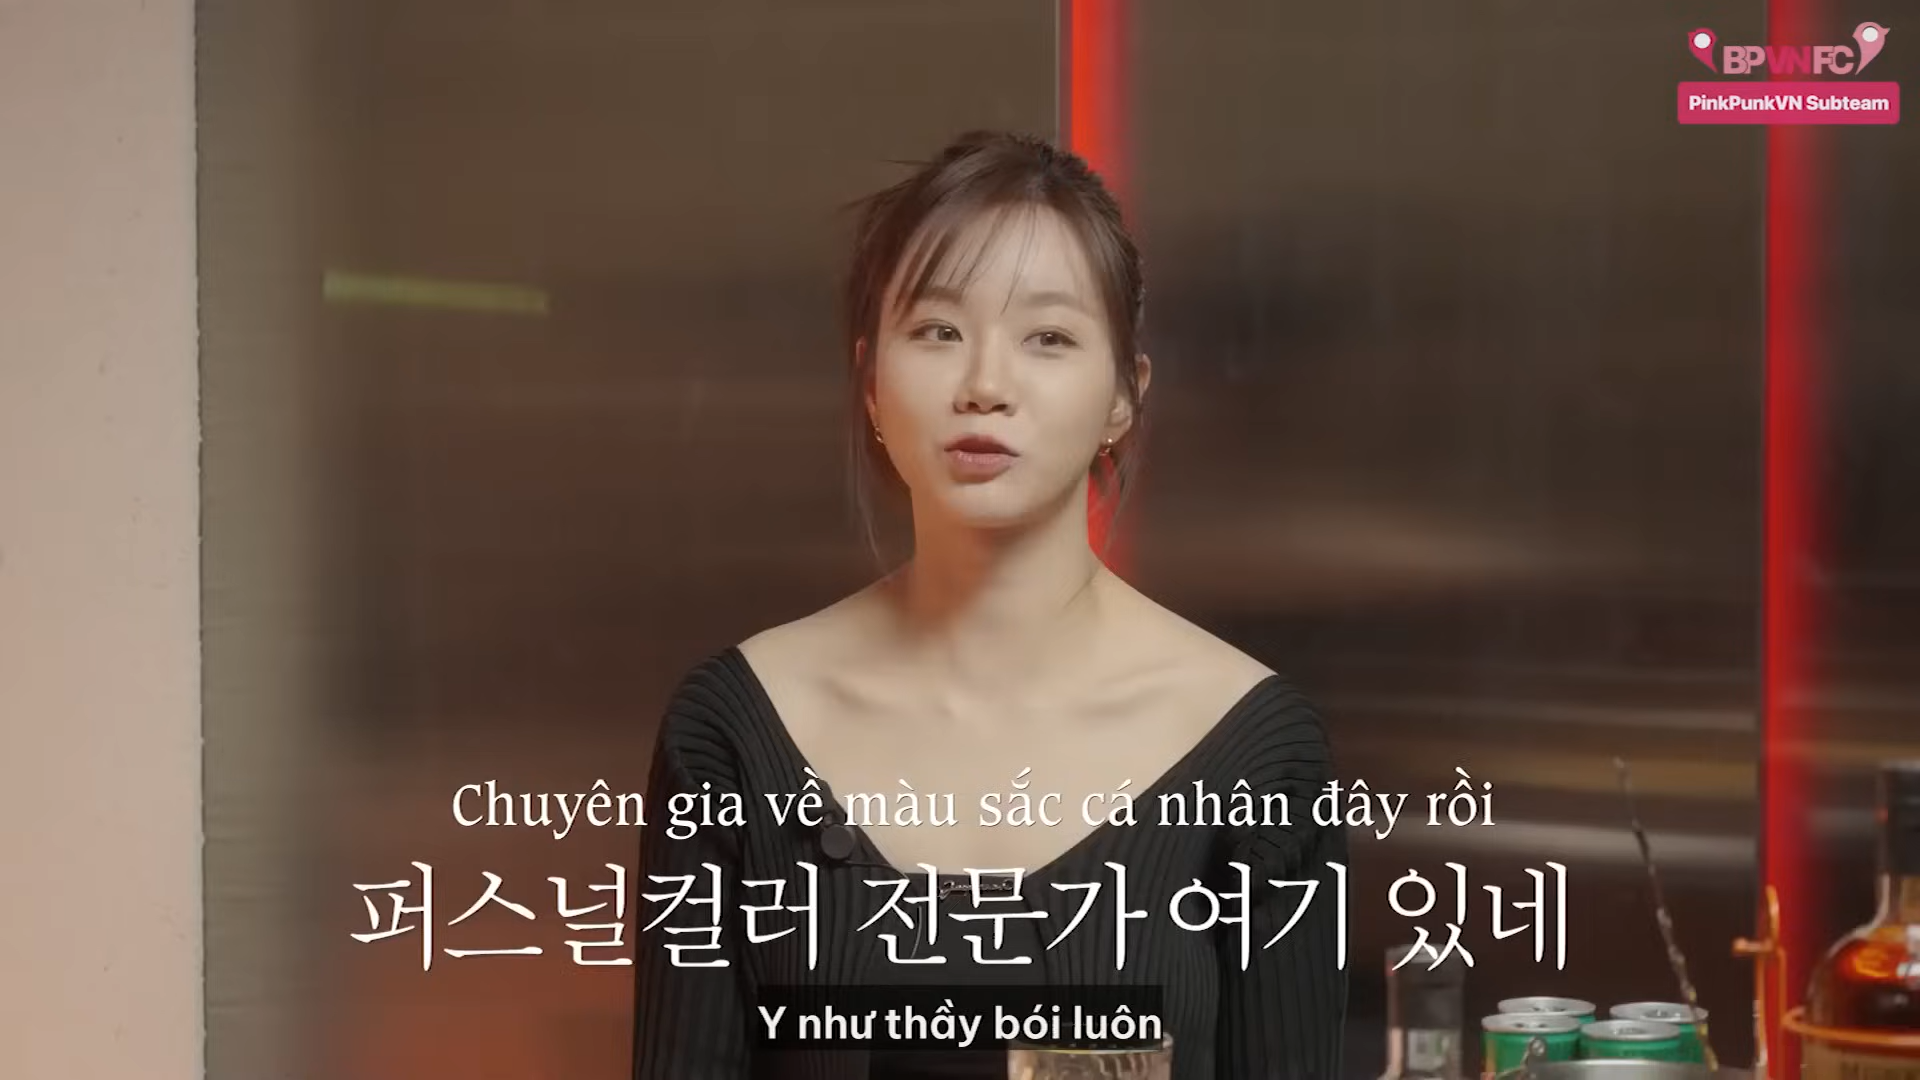 BPVNFC
PinkPunkVN Subteam
Chuyên gia về màu sắc cá nhân đây rồi
퍼스널컬러 전문가 여기 있네
Y như thầy bói luôn